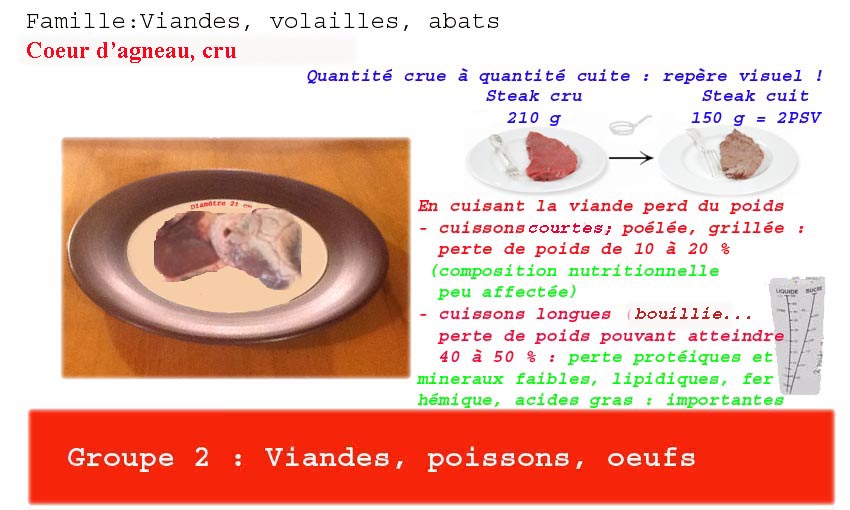 Famille:Viandes, volailles, abats
Coeur d'agneau, cru
Quantité crue à quantité cuite : repère visuel !
Steak cru
210 g
Steak cuit
150 g = 2PSV
Diamètre 21 cm
En cuisant la viande perd du poids
- cuissons courtes; poélée, grillée :
perte de poids de 10 à 20 %
(composition nutritionnelle
peu affectée)
- cuissons longues (bouillie...
perte de poids pouvant atteindre
40 à 50 % : perte protéiques et
mineraux faibles, lipidiques, fer
hémique, acides gras : importantes
LIQUIDE SUCRE
Groupe 2 : Viandes, poissons, oeufs